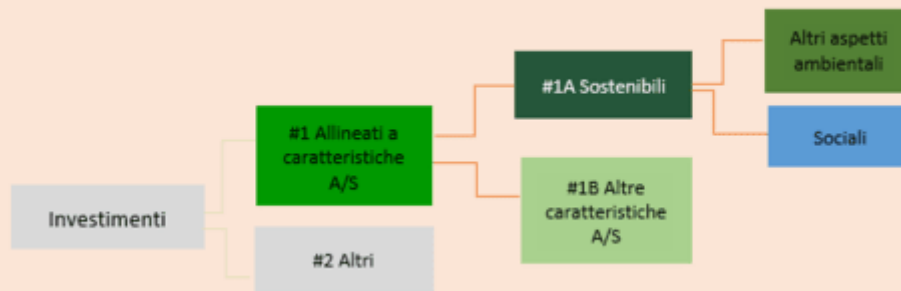 Investimenti
#1 Allineati a
caratteristiche
A/S
#2 Altri
#1A Sostenibili
#1B Altre
caratteristiche
A/S
Altri aspetti
ambientali
Sociali